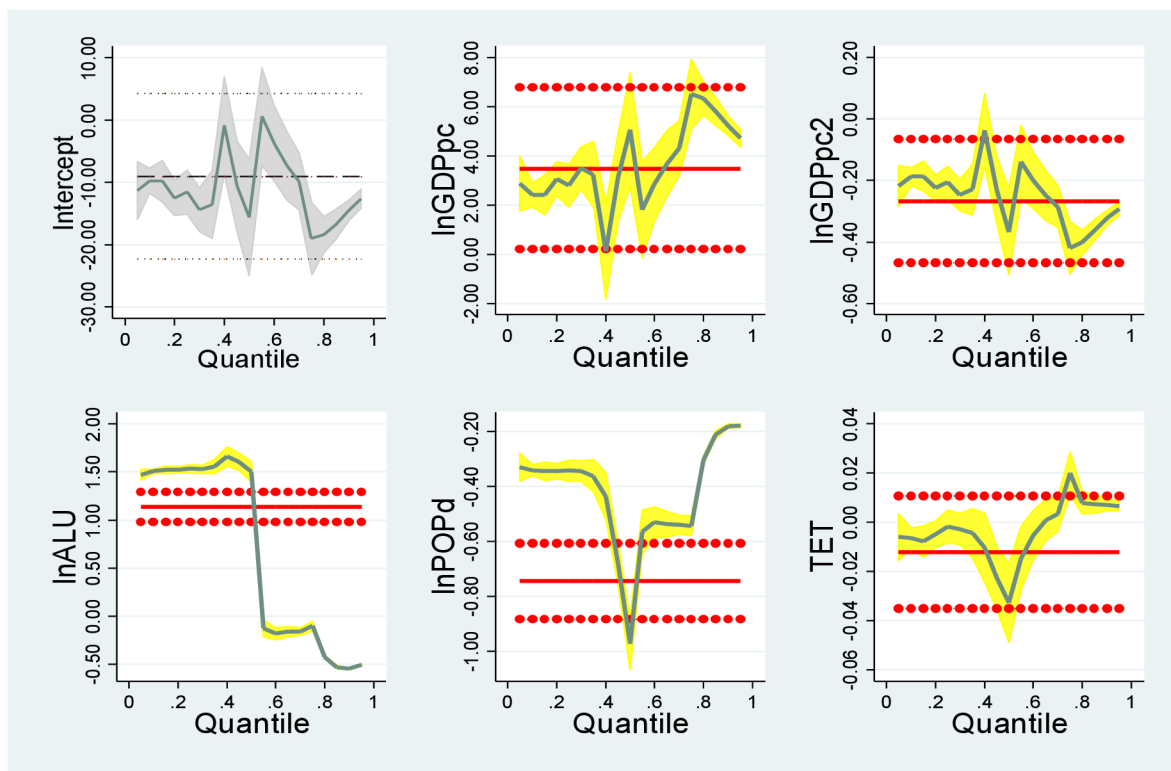 Intercept
10.00
0.00
-10.00
-20.00
-30.00
0 .2 .4 .6 .8 1
Quantile
lnGDPpc
8.00
6.00
4.00
2.00
0.00
-2.00
0 .2 .4 .6 .8 1
Quantile
lnGDPpc2
0.20
0.00
-0.20
-0.40
-0.60
0 .2 .4 .6 .8 1
Quantile
lnALU
2.00
1.50
1.00
0.50
0.00
-0.50
0 .2 .4 .6 .8 1
Quantile
lnPOPd
-0.20
-0.40
-0.60
-0.80
-1.00
0 .2 .4 .6 .8 1
Quantile
TET
0.04
0.02
0.00
-0.02
-0.04
-0.06
0 .2 .4 .6 .8 1
Quantile